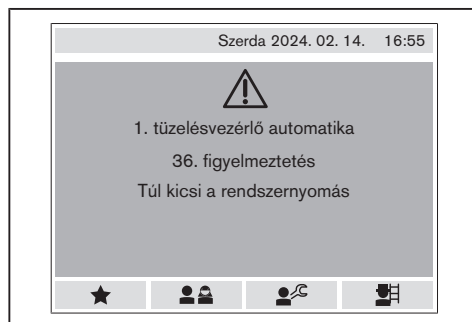 Szerda 2024. 02. 14. 16:55
1. tüzelésvezérlő automatika
36. figyelmeztetés
Túl kicsi a rendszernyomás